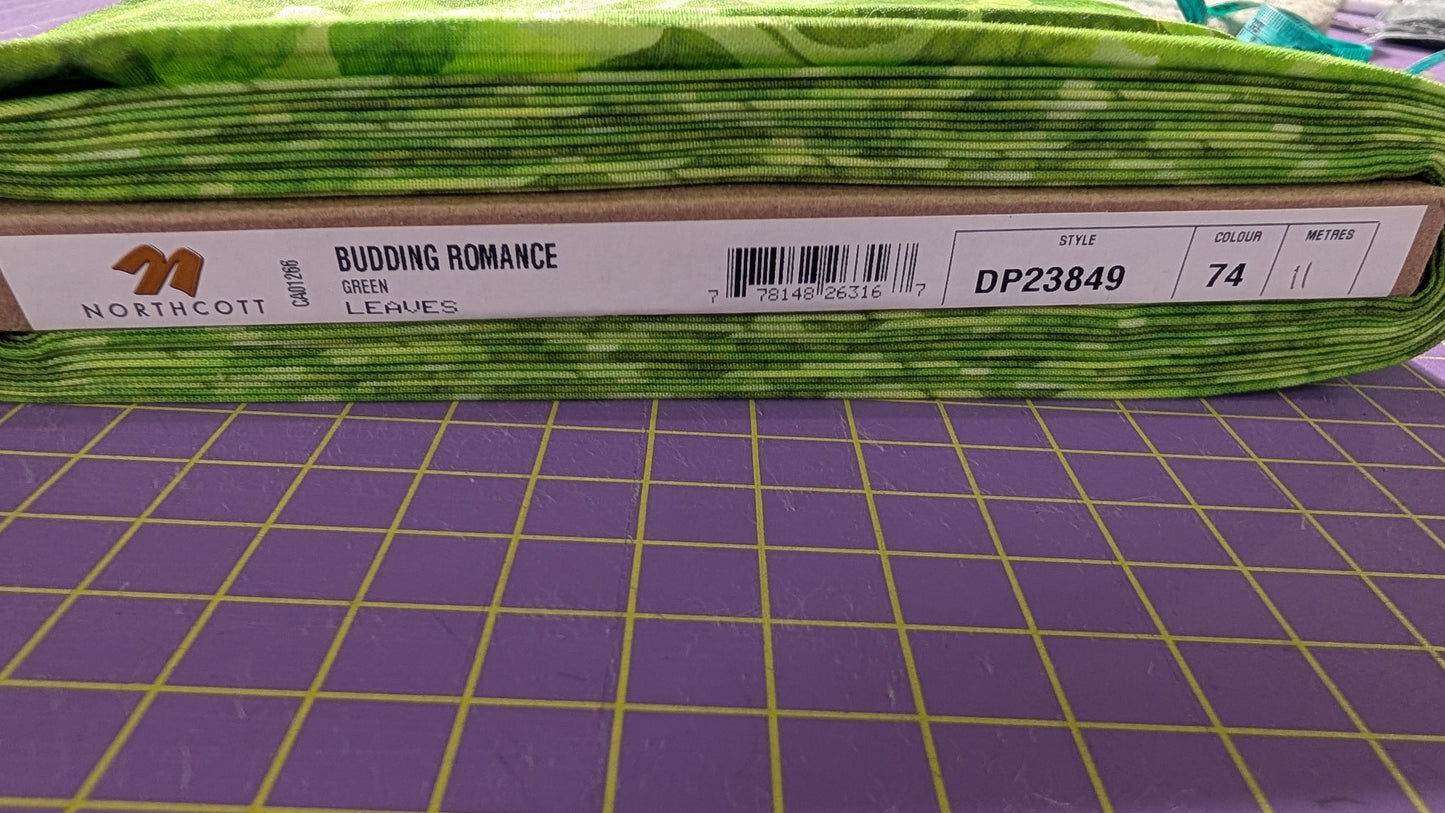 NORTHCOTT
CA01266
BUDDING ROMANCE
GREEN
LEAVES
7 78148 26316 7
STYLE
DP23849
COLOUR
74
METRES
11